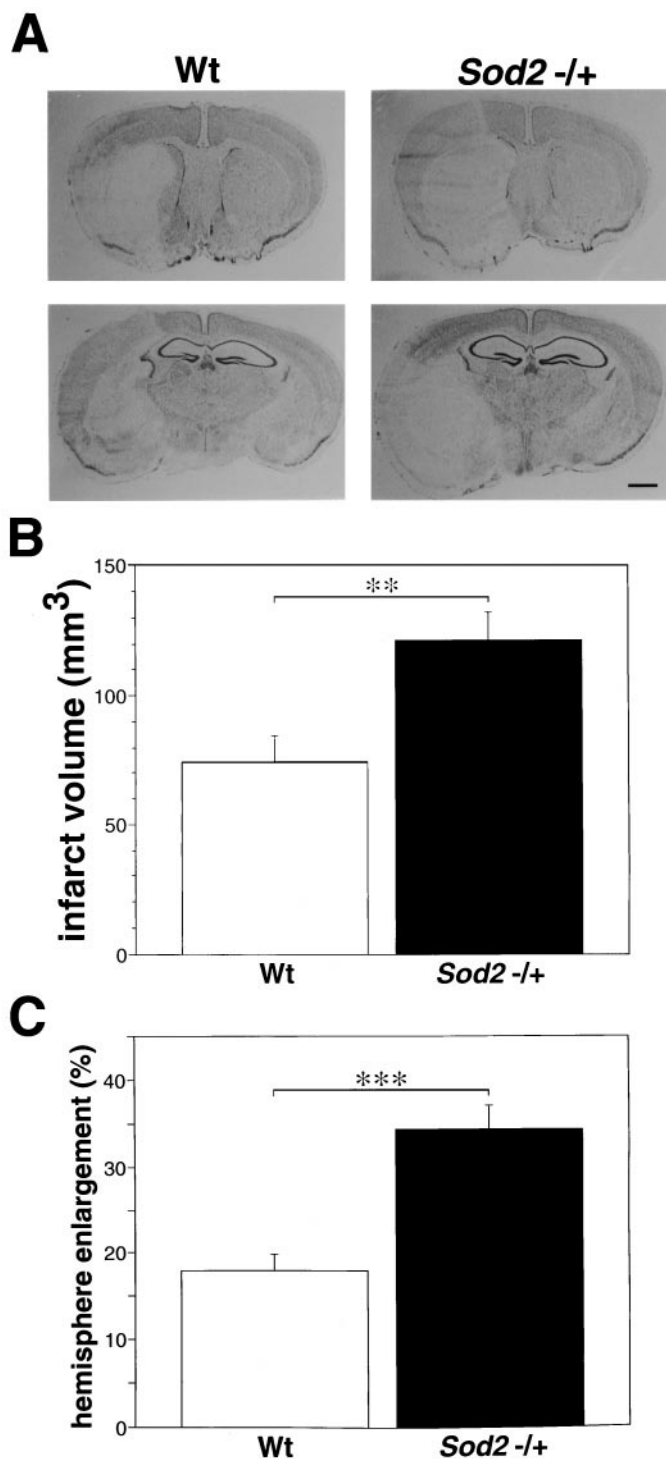 A
Wt
Sod2 -/+
B
infarct volume (mm3)
150
100
50
0
**
Wt
Sod2 -/+
C
hemisphere enlargement (%)
40
30
20
10
0
***
Wt
Sod2 -/+